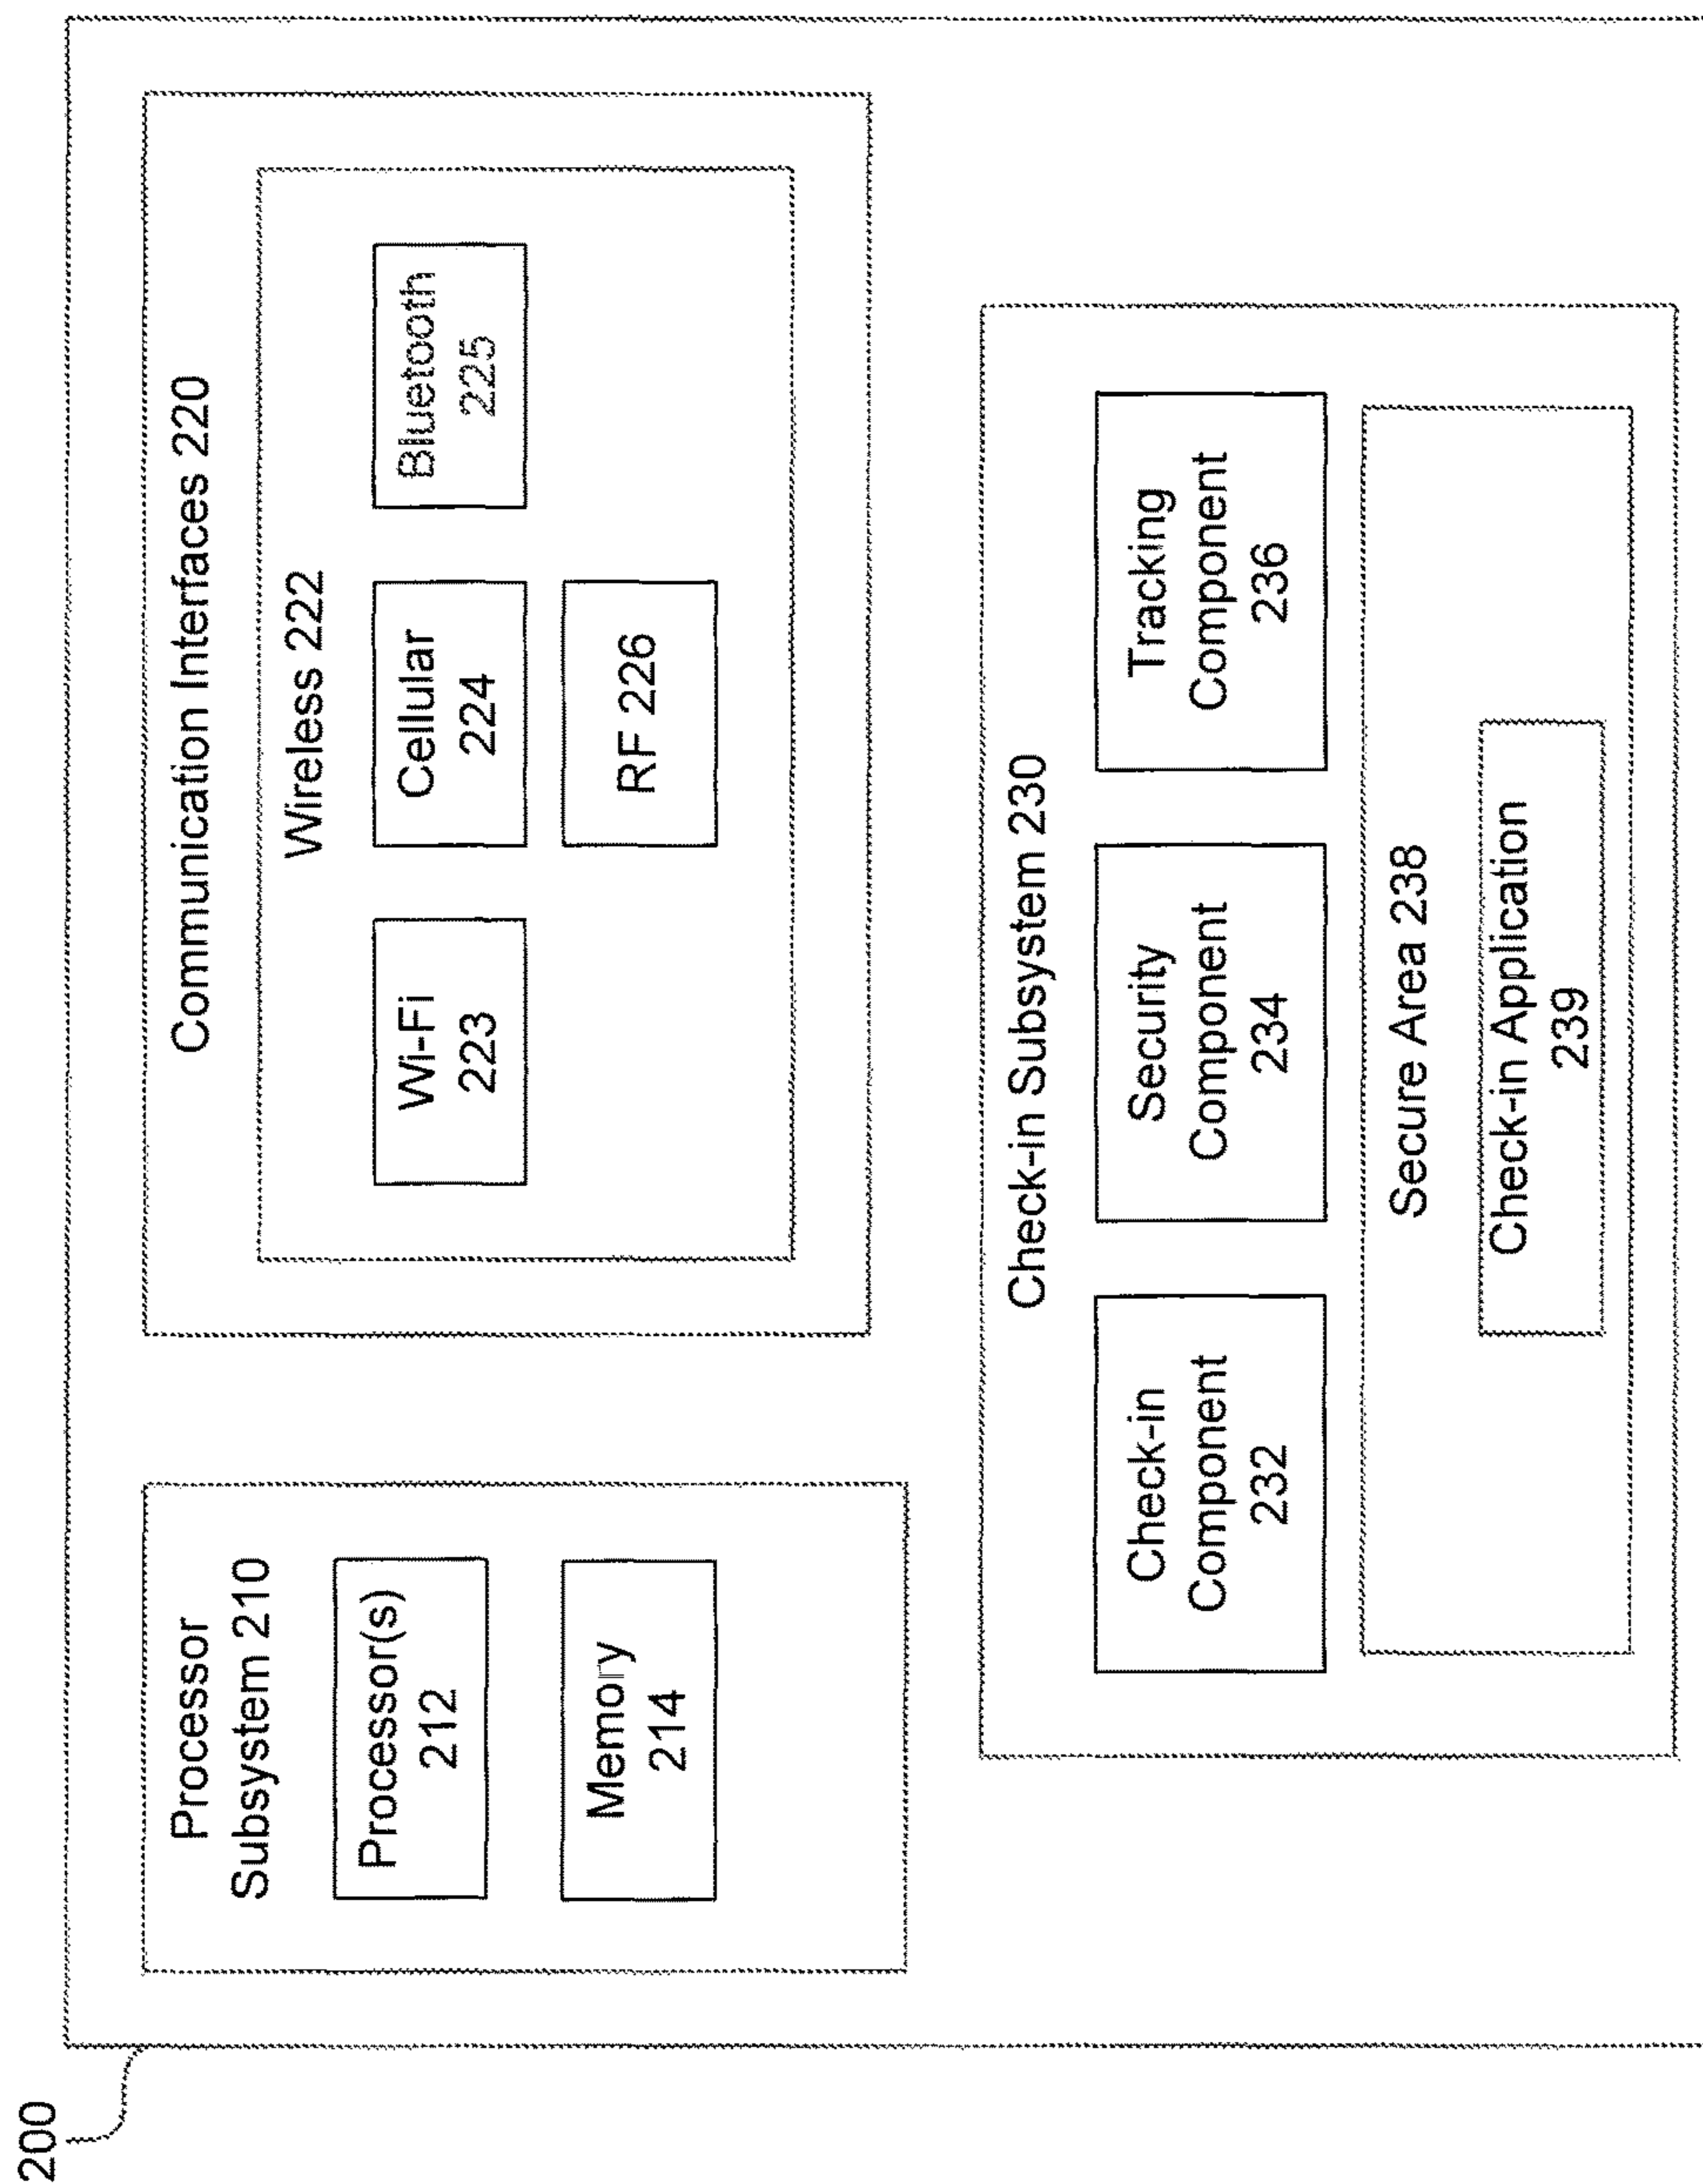 200
Processor
Subsystem 210
Processor(s)
212
Memory
214
Communication Interfaces 220
Wireless 222
Wi-Fi
223
Cellular
224
Bluetooth
225
RF 226
Check-in Subsystem 230
Check-in
Component
232
Security
Component
234
Tracking
Component
236
Secure Area 238
Check-in Application
239